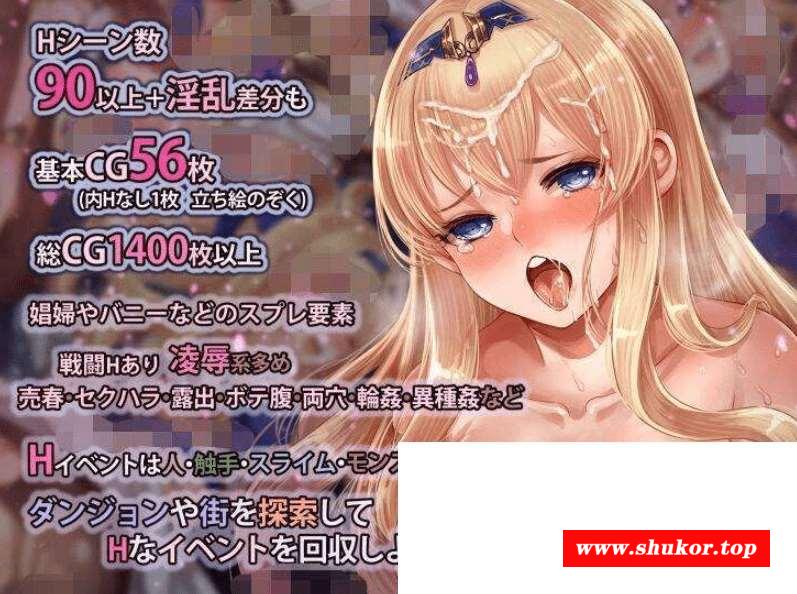 Hシーン数
90以上+淫乱差分も
基本CG56枚
(内Hなし1枚 立ち絵のぞく)
総CG1400枚以上
娼婦やバニーなどのスプレ要素
戦闘Hあり 凌辱系多め
売春・セクハラ・露出・ボテ腹・両穴・輪姦・異種姦など
Hイベントは人・触手・スライム・モンス
ダンジョンや街を探索して
Hなイベントを回収しよ
www.shukor.top